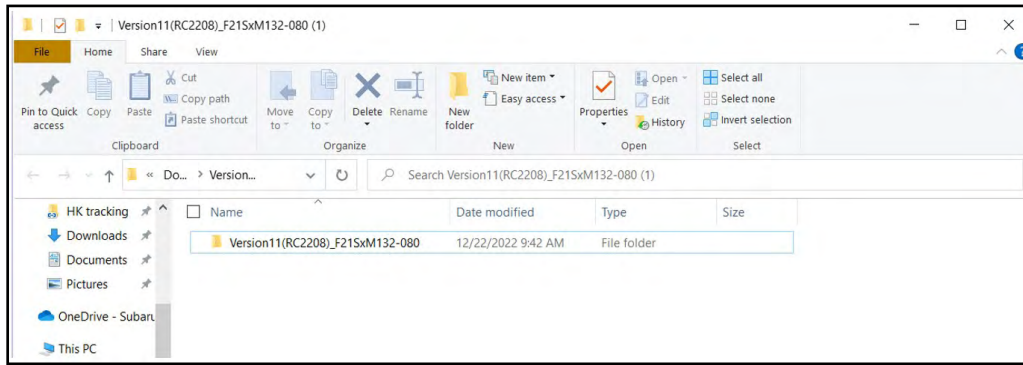 Version11(RC2208)_F21SxM132-080 (1)
File Home Share View
Pin to Quick access
Copy
Paste
Cut
Copy path
Paste shortcut
Move to
Copy to
Delete
Rename
New folder
New item
Easy access
Properties
Open
Edit
History
Select all
Select none
Invert selection
Clipboard Organize New Open Select
« Do... > Version... Search Version11(RC2208)_F21SxM132-080 (1)
HK tracking
Downloads
Documents
Pictures
OneDrive - Subaru
This PC
Name Date modified Type Size
Version11(RC2208)_F21SxM132-080 12/22/2022 9:42 AM File folder